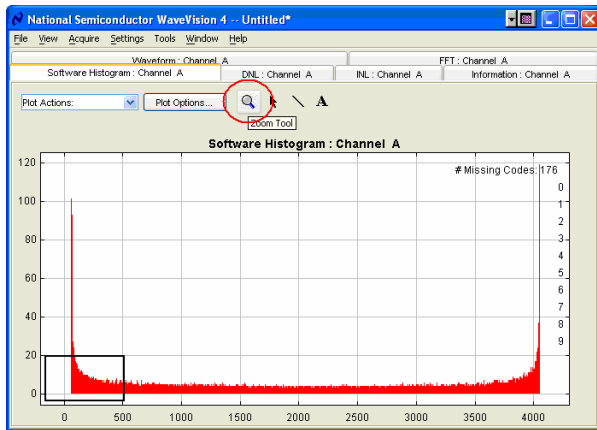 National Semiconductor WaveVision 4 -- Untitled*
File View Acquire Settings Tools Window Help
Waveform : Channel A FFT : Channel A
Software Histogram : Channel A DNL : Channel A INL : Channel A Information : Channel A
Plot Actions: Plot Options... A
Zoom Tool
Software Histogram : Channel A
# Missing Codes: 176
0
1
2
3
4
5
6
7
8
9
120
100
80
60
40
20
0
0 500 1000 1500 2000 2500 3000 3500 4000